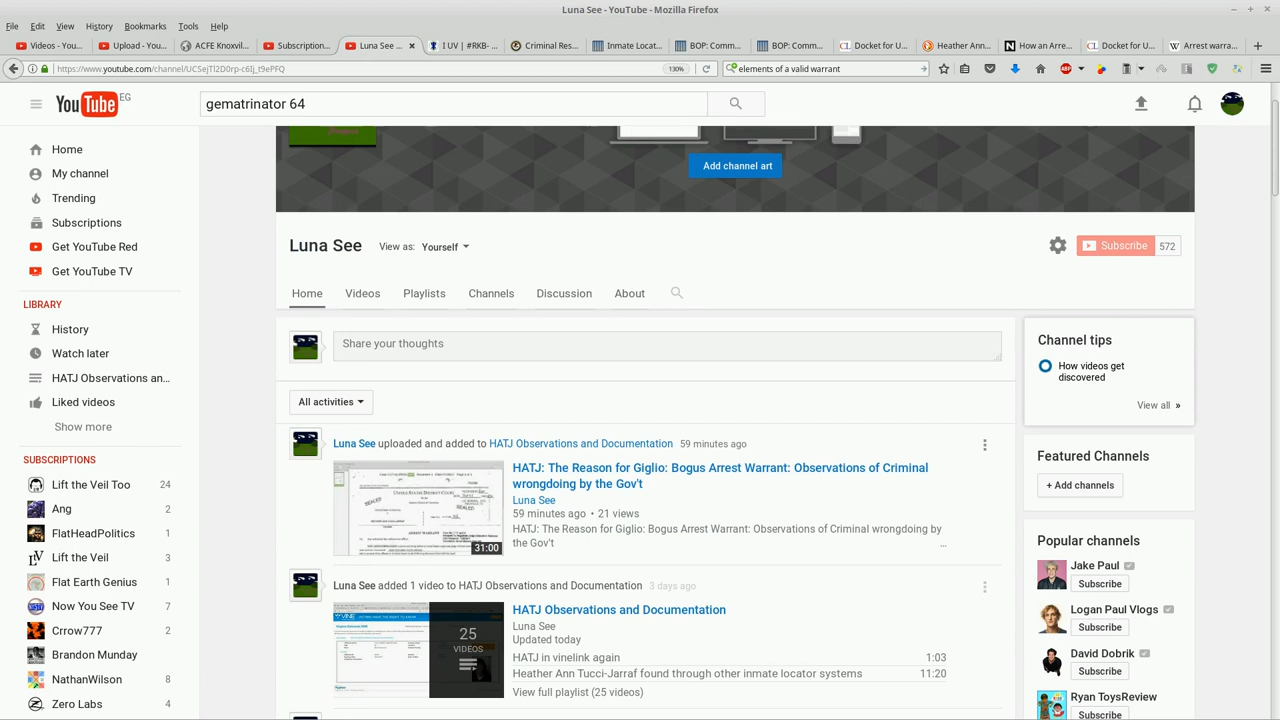 Luna See - YouTube - Mozilla Firefox
File Edit View History Bookmarks Tools Help
Videos - You...
Upload - You...
ACFE Knoxvil...
Subscription...
Luna See ...
I UV | #RKB- ...
Criminal Res...
Inmate Locat...
BOP: Comm...
BOP: Comm...
Docket for U...
Heather Ann...
How an Arre...
Docket for U...
Arrest warra...
130%
elements of a valid warrant
YouTube EG
gematrinator 64
Home
My channel
Trending
Subscriptions
Get YouTube Red
Get YouTube TV
LIBRARY
History
Watch later
HATJ Observations an...
Liked videos
Show more
SUBSCRIPTIONS
Lift the Veil Too 24
Ang 2
FlatHeadPolitics
Lift the Veil 3
Flat Earth Genius 1
Now You See TV 7
Crowhouse 2
Brandon Munday
NathanWilson 8
Zero Labs 4
Add channel art
Luna See
View as: Yourself
Subscribe 572
Home Videos Playlists Channels Discussion About
Share your thoughts
All activities
Luna See uploaded and added to HATJ Observations and Documentation 59 minutes ago
UNITED STATES DISTRICT COURT
SEALED
ARREST WARRANT
31:00
HATJ: The Reason for Giglio: Bogus Arrest Warrant: Observations of Criminal
wrongdoing by the Gov't
Luna See
59 minutes ago • 21 views
HATJ: The Reason for Giglio: Bogus Arrest Warrant: Observations of Criminal wrongdoing by
the Gov't ...
Luna See added 1 video to HATJ Observations and Documentation 3 days ago
VINE
25
VIDEOS
HATJ Observations and Documentation
Luna See
Updated today
HATJ in vinelink again 1:03
Heather Ann Tucci-Jarraf found through other inmate locator systems 11:20
View full playlist (25 videos)
Channel tips
How videos get
discovered
View all »
Featured Channels
+ Add channels
Popular channels
Jake Paul
Subscribe
Logan Paul Vlogs
Subscribe
David Dobrik
Subscribe
Ryan ToysReview
Subscribe